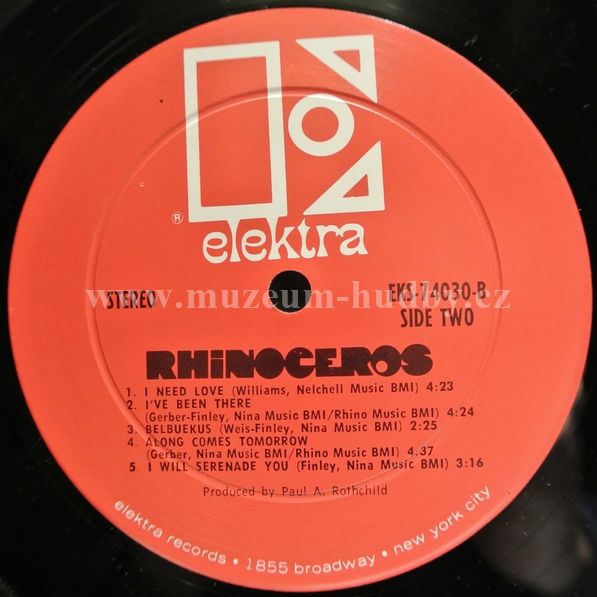 ® elektra
www.muzeum-hudby.cz
STEREO
EKS-74030-B
SIDE TWO
RHINOCEROS
1. I NEED LOVE (Williams, Nelchell Music BMI) 4:23
2. I'VE BEEN THERE
(Gerber-Finley, Nina Music BMI/Rhino Music BMI) 4:24
3. BELBUEKUS (Weis-Finley, Nina Music BMI) 2:25
4. ALONG COMES TOMORROW
(Gerber, Nina Music BMI/Rhino Music BMI) 4:37
5 I WILL SERENADE YOU (Finley, Nina Music BMI) 3:16
Produced by Paul A. Rothchild
elektra records • 1855 broadway • new york city